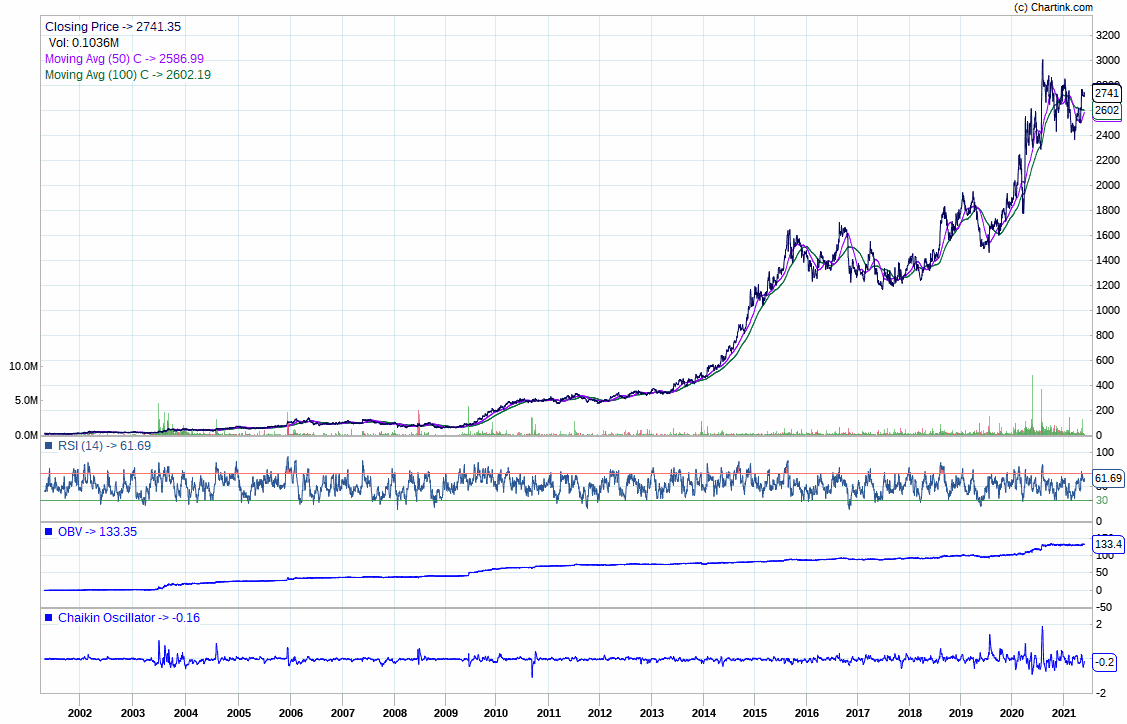 (c) Chartink.com
Closing Price -> 2741.35
Vol: 0.1036M
Moving Avg (50) C -> 2586.99
Moving Avg (100) C -> 2602.19
3200
3000
2741
2602
2400
2200
2000
1800
1600
1400
1200
1000
800
600
400
200
0
10.0M
5.0M
0.0M
RSI (14) -> 61.69
100
61.69
30
0
OBV -> 133.35
133.4
100
50
0
-50
Chaikin Oscillator -> -0.16
2
-0.2
-2
2002 2003 2004 2005 2006 2007 2008 2009 2010 2011 2012 2013 2014 2015 2016 2017 2018 2019 2020 2021